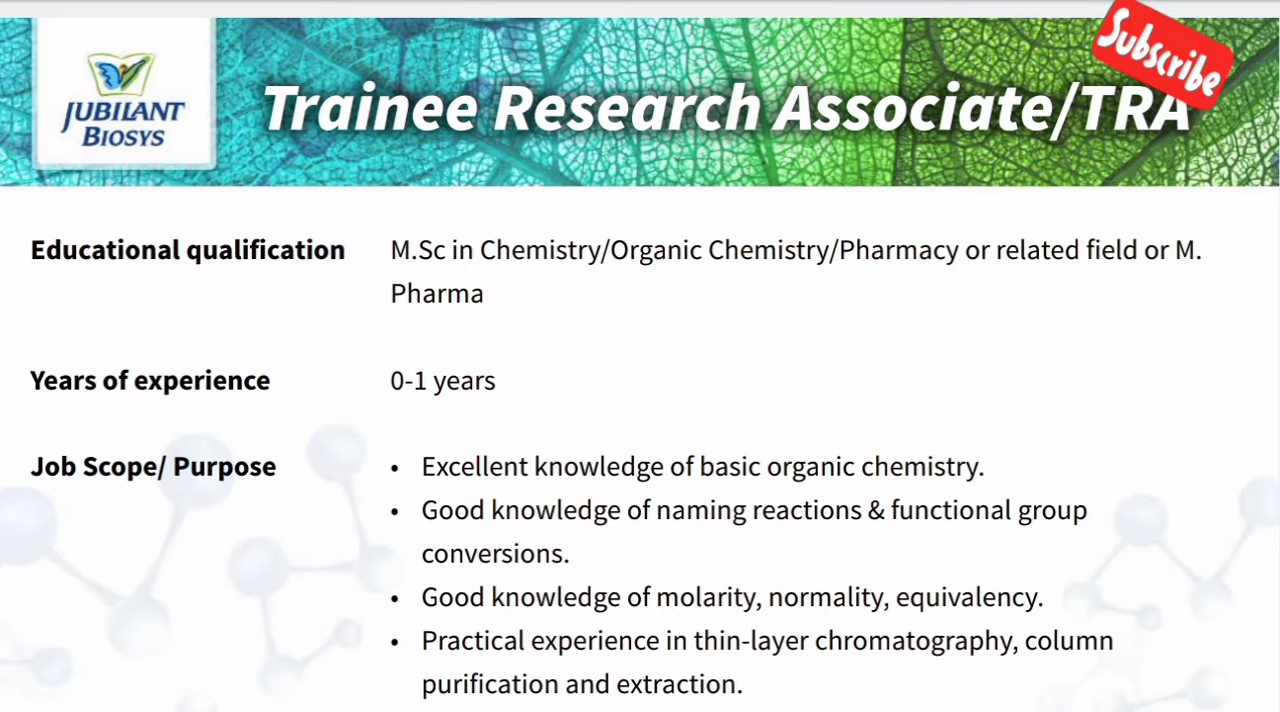 Subscribe
JUBILANT
BIOSYS
Trainee Research Associate/TRA
Educational qualification
M.Sc in Chemistry/Organic Chemistry/Pharmacy or related field or M.
Pharma
Years of experience
0-1 years
Job Scope/ Purpose
• Excellent knowledge of basic organic chemistry.
• Good knowledge of naming reactions & functional group
conversions.
• Good knowledge of molarity, normality, equivalency.
• Practical experience in thin-layer chromatography, column
purification and extraction.